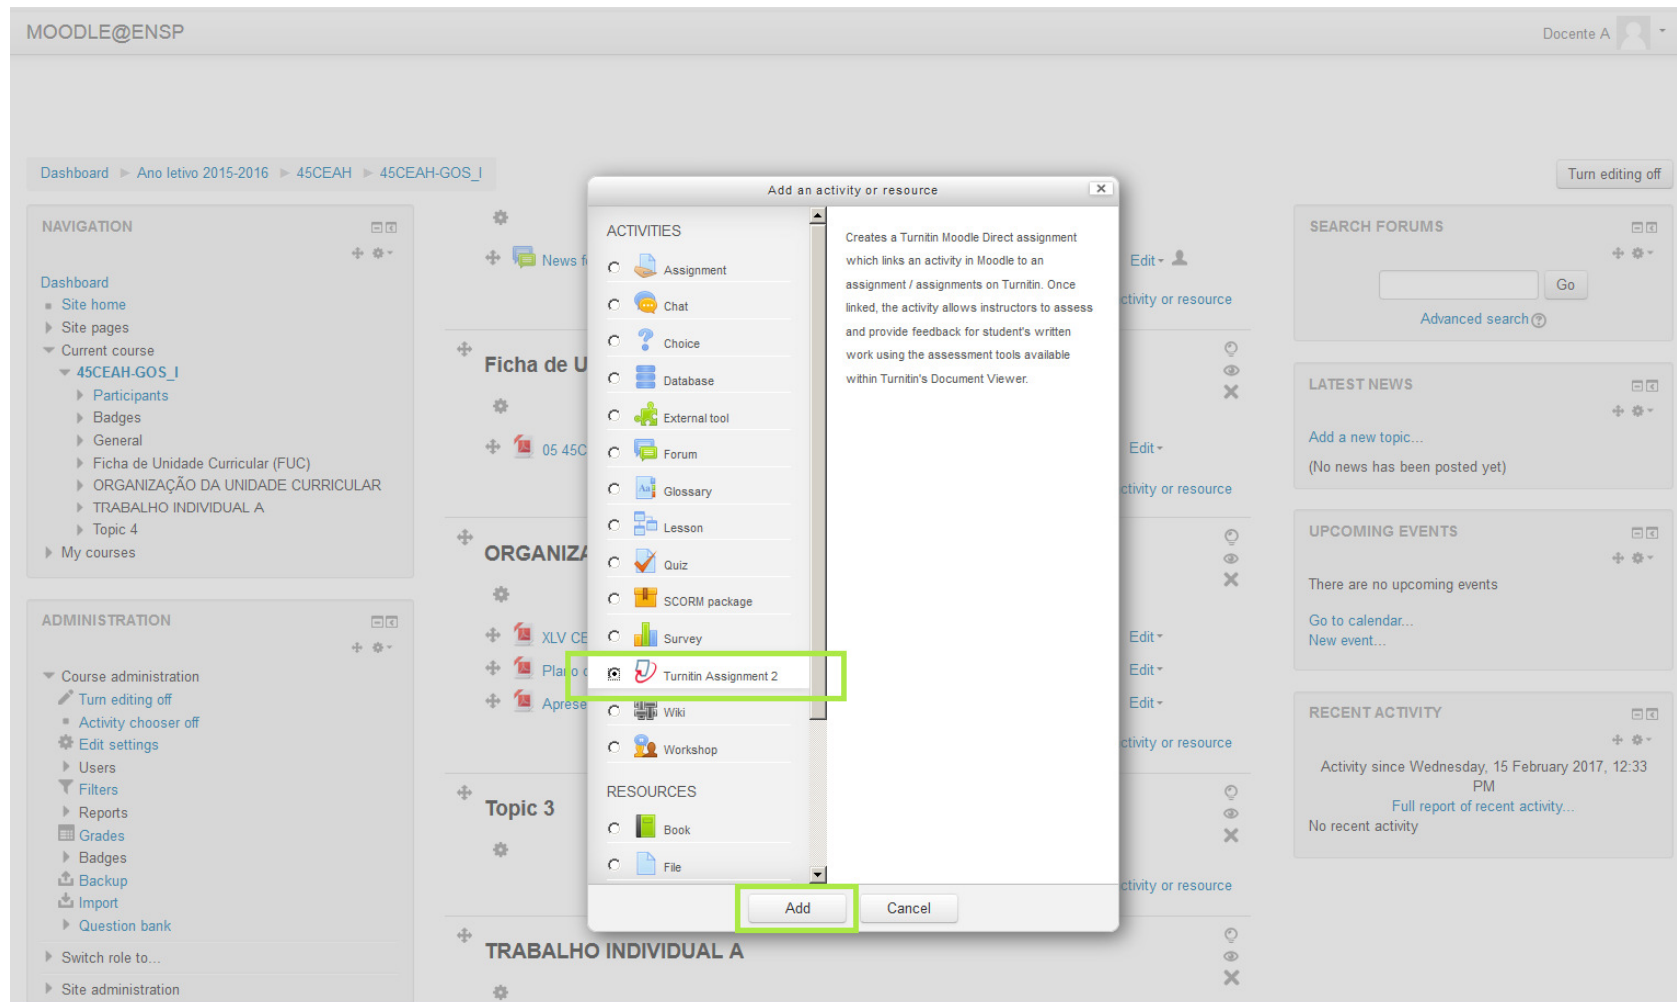 MOODLE@ENSP
Docente A
Dashboard
Ano letivo 2015-2016
45CEAH
45CEAH-GOS_I
Turn editing off
NAVIGATION
Dashboard
Site home
Site pages
Current course
45CEAH-GOS_I
Participants
Badges
General
Ficha de Unidade Curricular (FUC)
ORGANIZAÇÃO DA UNIDADE CURRICULAR
TRABALHO INDIVIDUAL A
Topic 4
My courses
ADMINISTRATION
Course administration
Turn editing off
Activity chooser off
Edit settings
Users
Filters
Reports
Grades
Badges
Backup
Import
Question bank
Switch role to...
Site administration
News f
Edit
ctivity or resource
Ficha de U
05 45C
Edit
ctivity or resource
ORGANIZA
XLV CE
Edit
Plano
Edit
Aprese
Edit
ctivity or resource
Topic 3
ctivity or resource
TRABALHO INDIVIDUAL A
Add an activity or resource
ACTIVITIES
Assignment
Chat
Choice
Database
External tool
Forum
Glossary
Lesson
Quiz
SCORM package
Survey
Turnitin Assignment 2
Wiki
Workshop
RESOURCES
Book
File
Creates a Turnitin Moodle Direct assignment
which links an activity in Moodle to an
assignment / assignments on Turnitin. Once
linked, the activity allows instructors to assess
and provide feedback for student's written
work using the assessment tools available
within Turnitin's Document Viewer.
Add
Cancel
SEARCH FORUMS
Go
Advanced search
LATEST NEWS
Add a new topic...
(No news has been posted yet)
UPCOMING EVENTS
There are no upcoming events
Go to calendar...
New event...
RECENT ACTIVITY
Activity since Wednesday, 15 February 2017, 12:33
PM
Full report of recent activity...
No recent activity